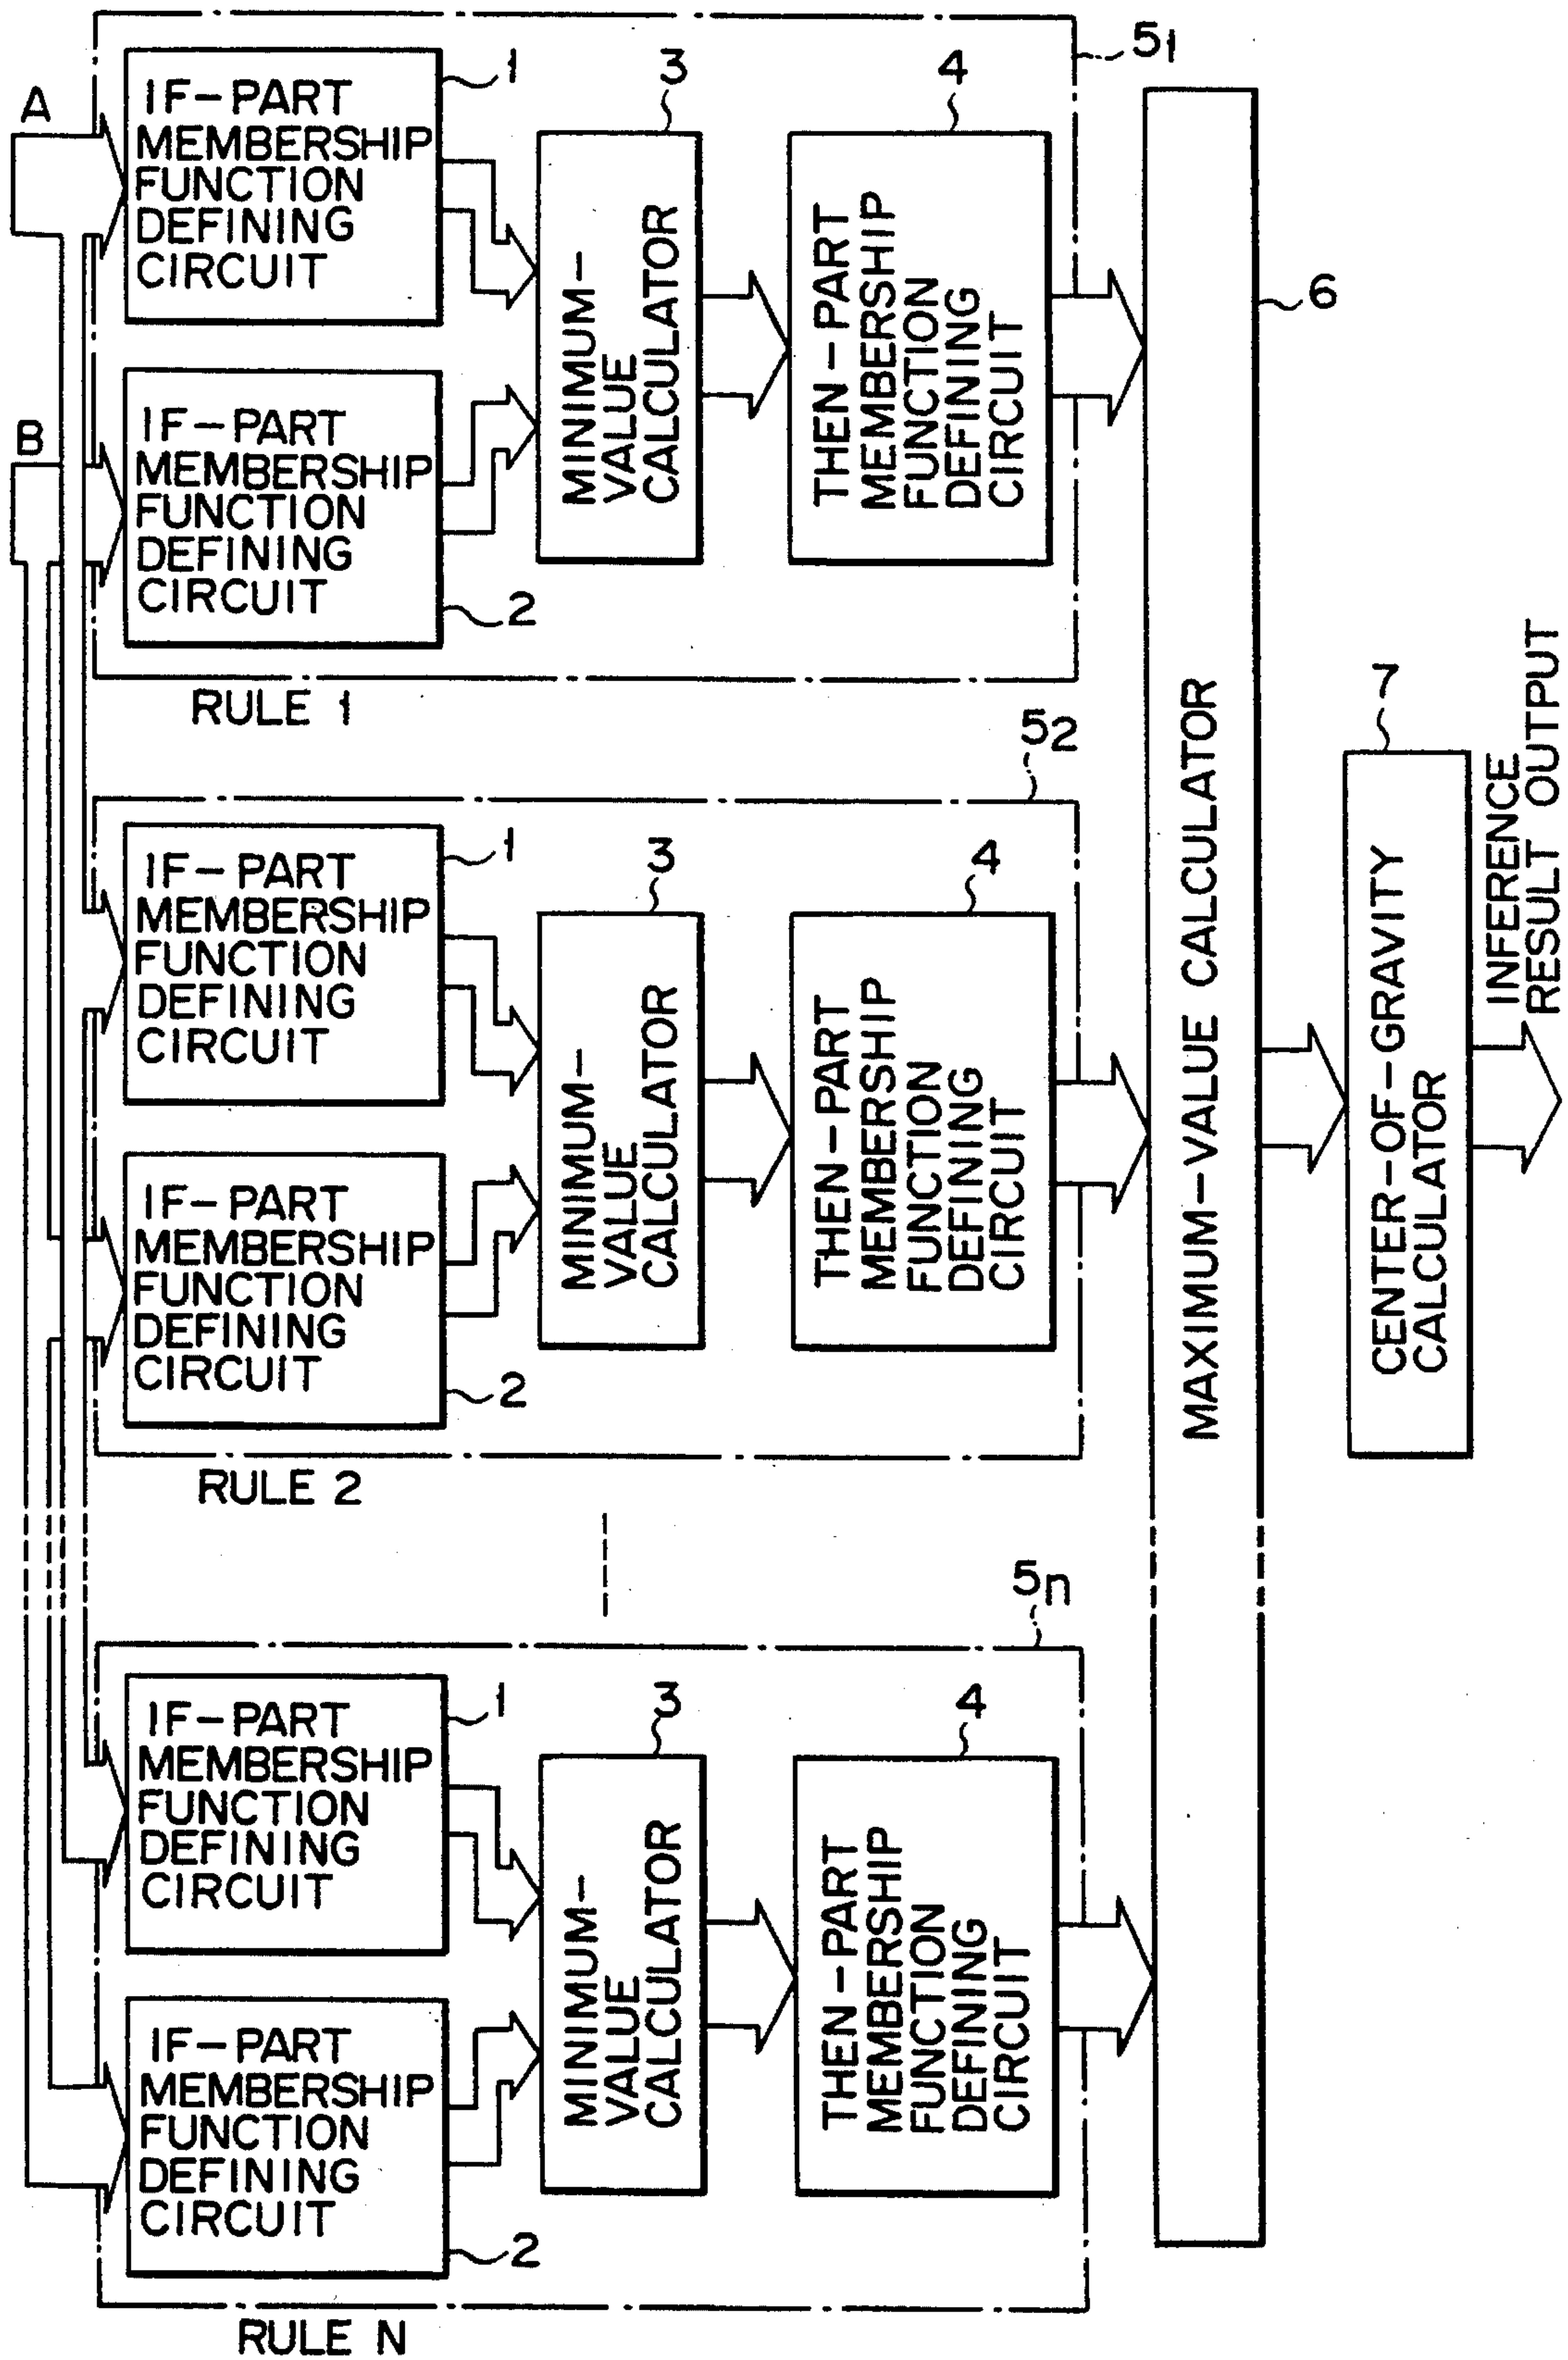 A
IF-PART
MEMBERSHIP
FUNCTION
DEFINING
CIRCUIT
1
B
IF-PART
MEMBERSHIP
FUNCTION
DEFINING
CIRCUIT
2
3
MINIMUM-
VALUE
CALCULATOR
4
THEN-PART
MEMBERSHIP
FUNCTION
DEFINING
CIRCUIT
51
RULE 1
IF-PART
MEMBERSHIP
FUNCTION
DEFINING
CIRCUIT
1
IF-PART
MEMBERSHIP
FUNCTION
DEFINING
CIRCUIT
2
3
MINIMUM-
VALUE
CALCULATOR
4
THEN-PART
MEMBERSHIP
FUNCTION
DEFINING
CIRCUIT
52
RULE 2
IF-PART
MEMBERSHIP
FUNCTION
DEFINING
CIRCUIT
1
IF-PART
MEMBERSHIP
FUNCTION
DEFINING
CIRCUIT
2
3
MINIMUM-
VALUE
CALCULATOR
4
THEN-PART
MEMBERSHIP
FUNCTION
DEFINING
CIRCUIT
5n
RULE N
6
MAXIMUM-VALUE CALCULATOR
7
CENTER-OF-GRAVITY
CALCULATOR
INFERENCE
RESULT OUTPUT